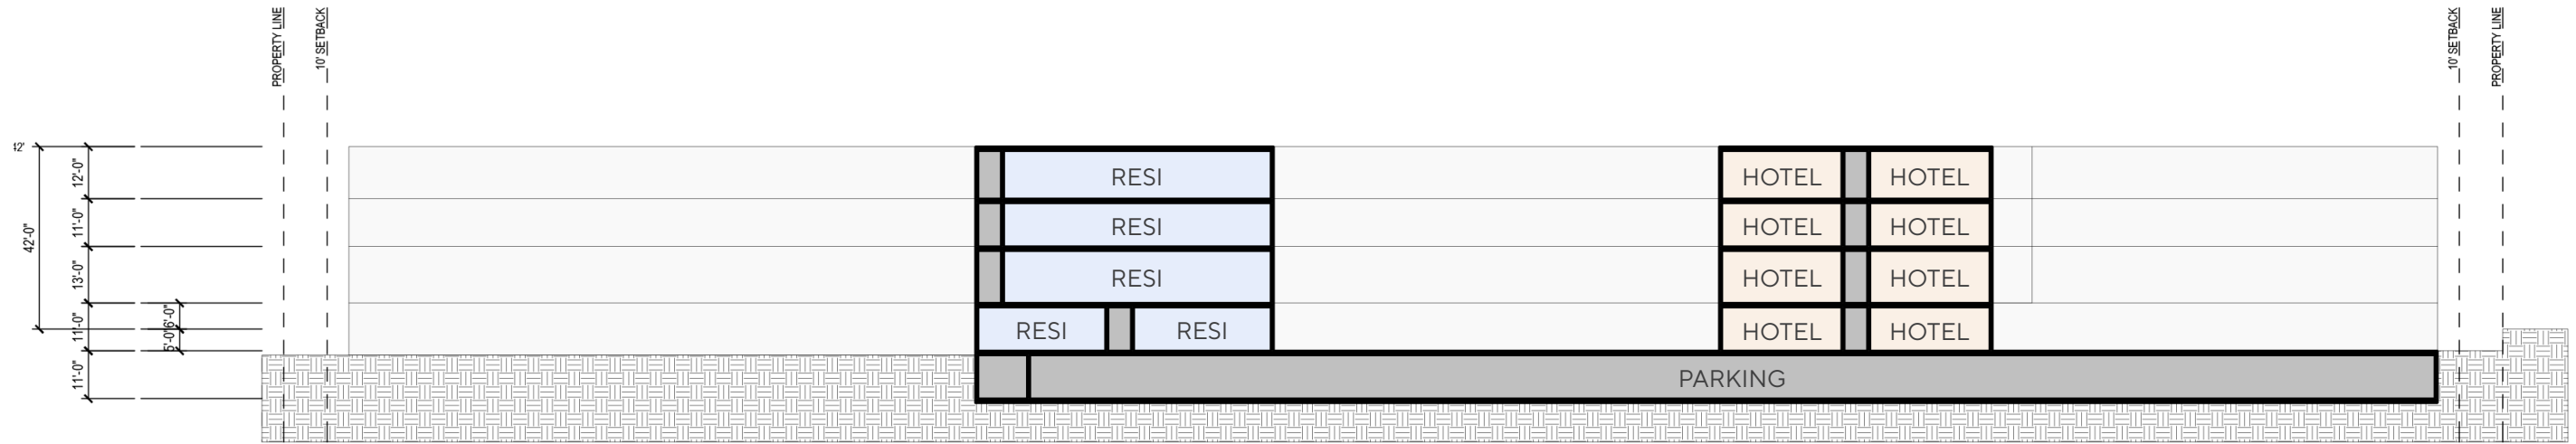 PROPERTY LINE
10' SETBACK
10' SETBACK
PROPERTY LINE
42'
12'-0"
RESI
HOTEL
HOTEL
11'-0"
RESI
HOTEL
HOTEL
42'-0"
13'-0"
RESI
HOTEL
HOTEL
11'-0"
6'-0"
5'-0"
RESI
RESI
HOTEL
HOTEL
11'-0"
PARKING